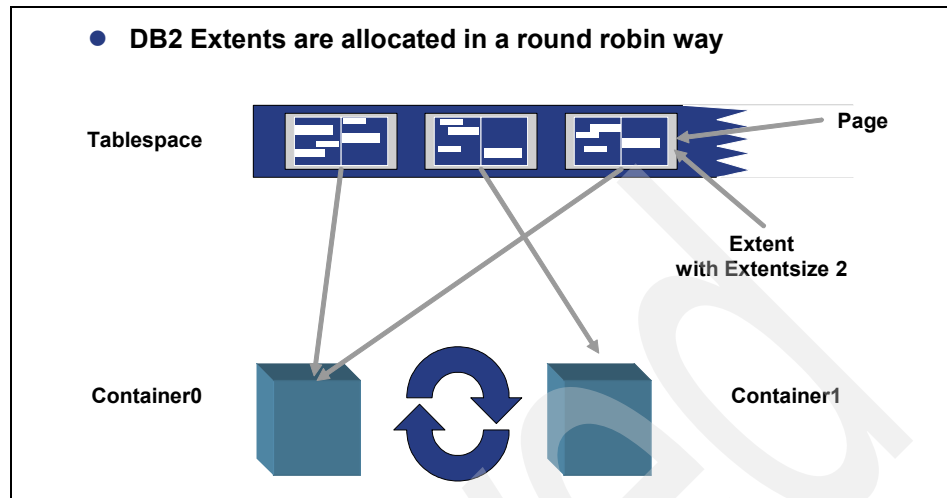 DB2 Extents are allocated in a round robin way
Tablespace
Page
Extent
with Extentsize 2
Container0
Container1